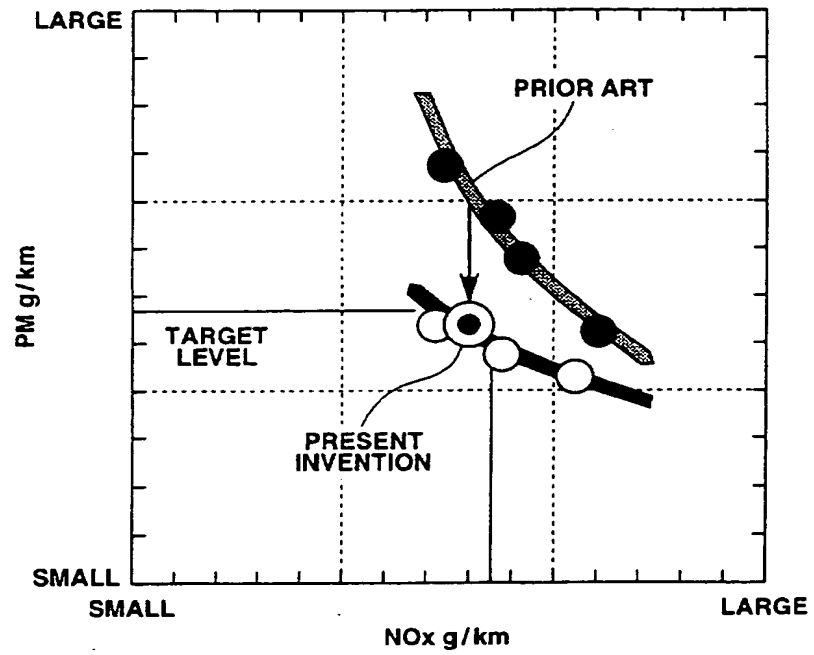 LARGE
PRIOR ART
PM g/km
TARGET
LEVEL
PRESENT
INVENTION
SMALL
SMALL
LARGE
NOx g/km